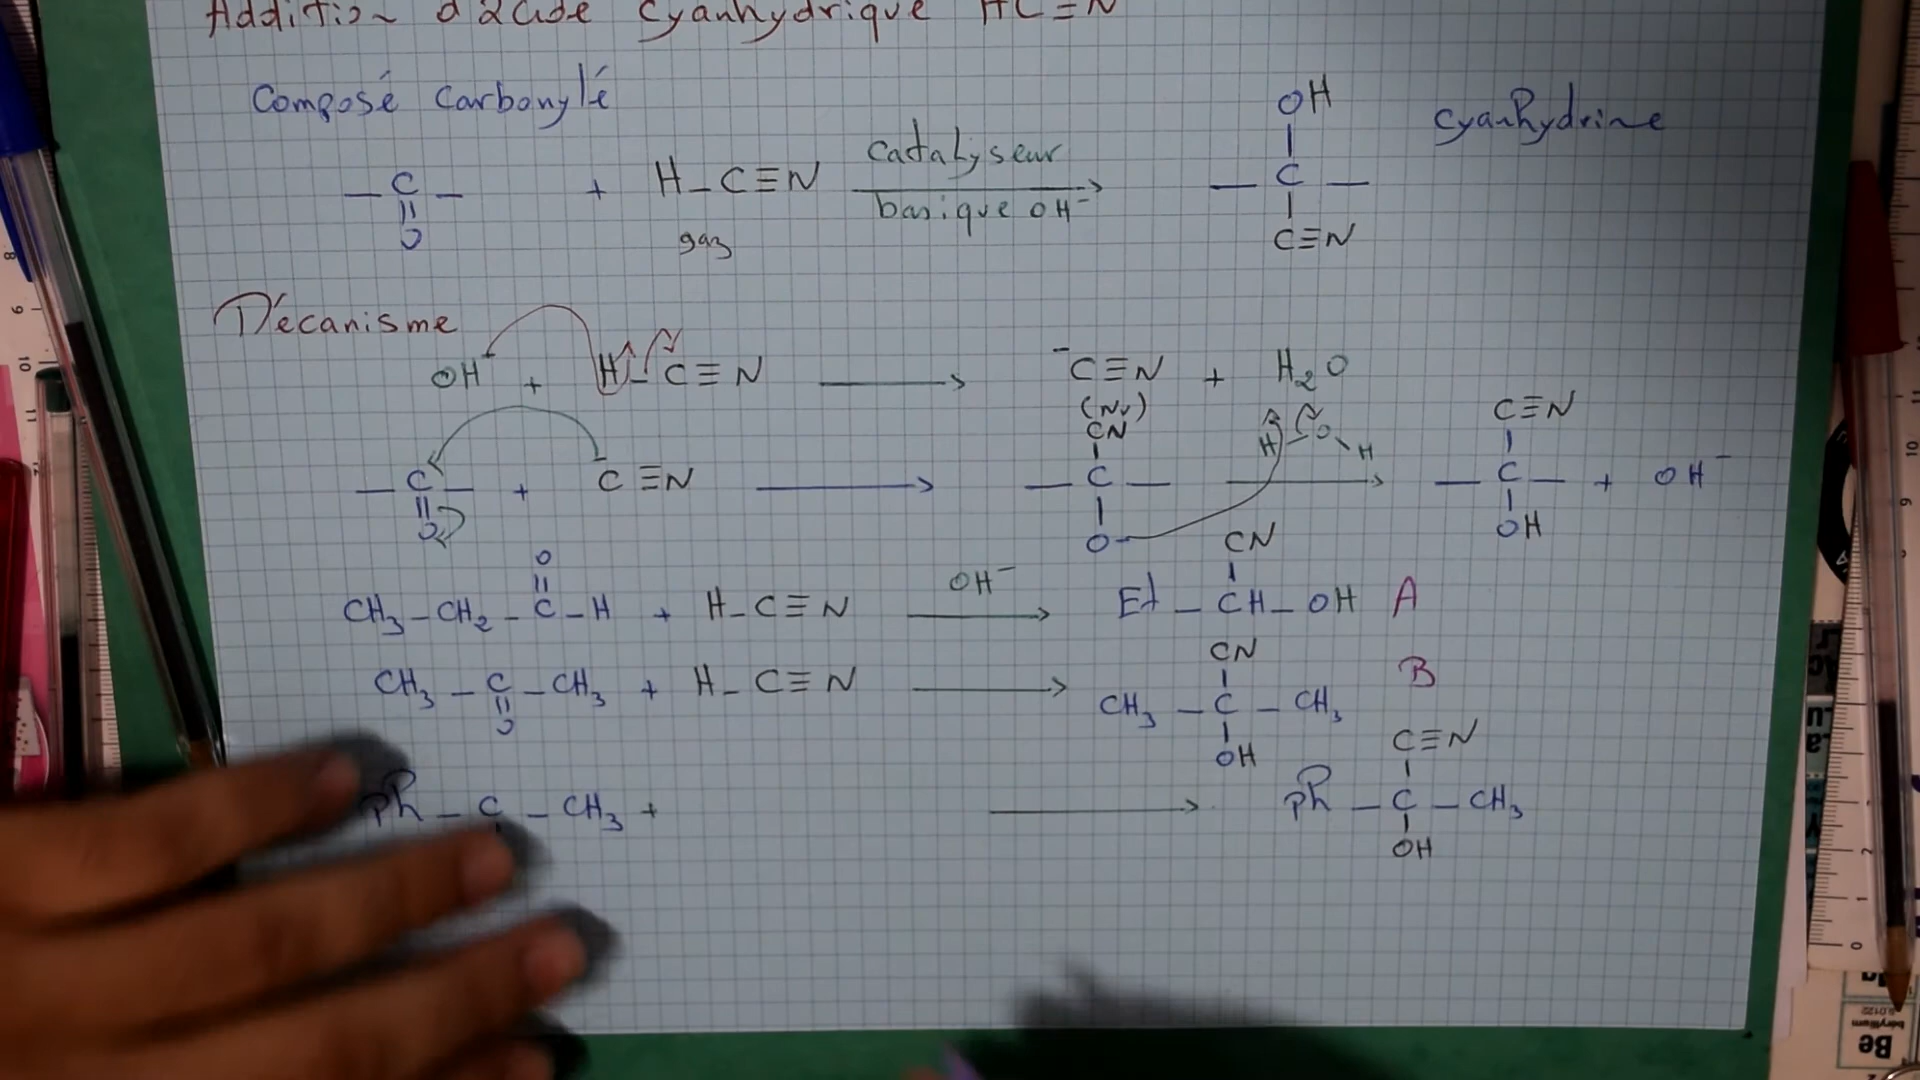 Addition d'acide cyanhydrique HC≡N
Composé Carbonylé
OH
cyanhydrine
— C — + H–C≡N catalyseur → — C —
|| basique OH⁻
O gaz C≡N
Mécanisme
OH⁻ + H–C≡N → ⁻C≡N + H₂O
(Nu)
CN C≡N
H–O–H
— C — + ⁻C≡N → — C — → — C — + OH⁻
O O⁻ OH
O CN
CH₃–CH₂–C–H + H–C≡N OH⁻ → Et–CH–OH A
CN
CH₃–C–CH₃ + H–C≡N → CH₃–C–CH₃ B
O OH
C≡N
Ph–C–CH₃ + → Ph–C–CH₃
OH
Be